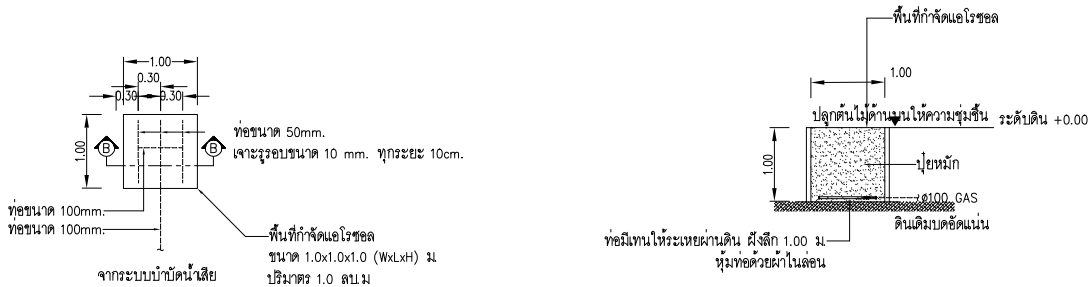 1.00
0.30
0.30
0.30
1.00
B
B
ท่อขนาด 50mm.
เจาะรูรอบขนาด 10 mm. ทุกระยะ 10cm.
ท่อขนาด 100mm.
ท่อขนาด 100mm.
พื้นที่กำจัดแอโรซอล
ขนาด 1.0x1.0x1.0 (WxLxH) ม
ปริมาตร 1.0 ลบ.ม
จากระบบบำบัดน้ำเสีย
พื้นที่กำจัดแอโรซอล
1.00
ปลูกต้นไม้ด้านบนให้ความชุ่มชื้น
ระดับดิน +0.00
1.00
ปุ๋ยหมัก
ø100 GAS
ดินเดิมบดอัดแน่น
ท่อมีเทนให้ระเหยผ่านดิน ฝังลึก 1.00 ม
หุ้มท่อด้วยผ้าไนล่อน